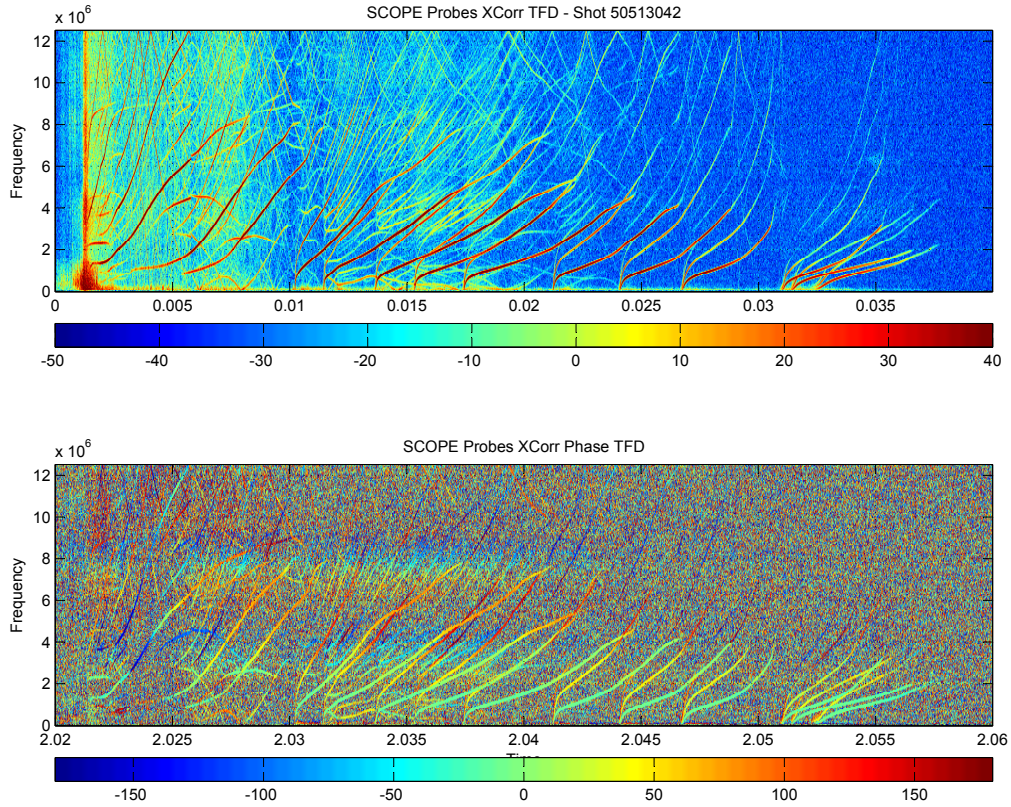 SCOPE Probes XCorr TFD - Shot 50513042
x 10^6
12
10
8
6
4
2
0
Frequency
0 0.005 0.01 0.015 0.02 0.025 0.03 0.035
-50 -40 -30 -20 -10 0 10 20 30 40
SCOPE Probes XCorr Phase TFD
x 10^6
12
10
8
6
4
2
0
Frequency
2.02 2.025 2.03 2.035 2.04 2.045 2.05 2.055 2.06
Time
-150 -100 -50 0 50 100 150